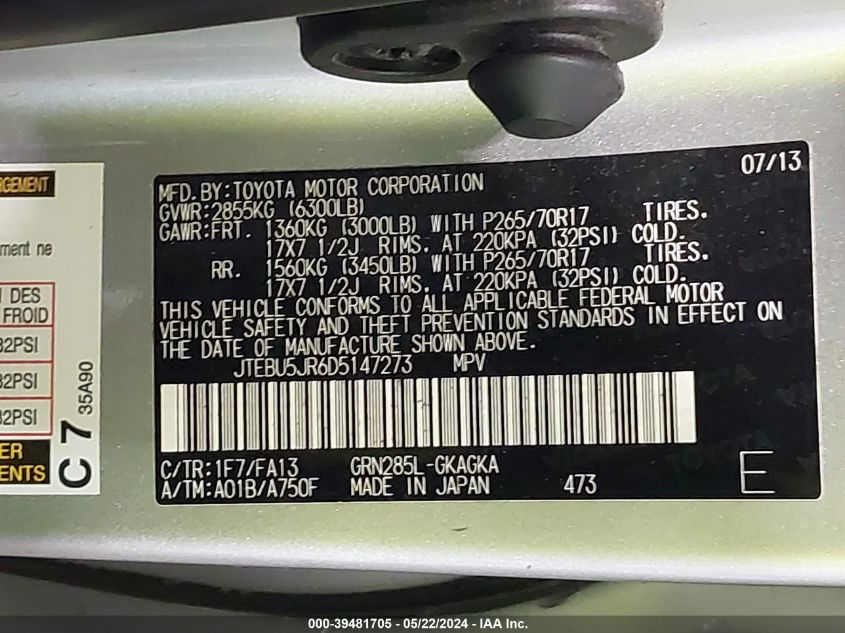 07/13
MFD.BY:TOYOTA MOTOR CORPORATION
GVWR:2855KG (6300LB)
GAWR:FRT. 1360KG (3000LB) WITH P265/70R17 TIRES.
17X7 1/2J RIMS. AT 220KPA (32PSI) COLD.
RR. 1560KG (3450LB) WITH P265/70R17 TIRES.
17X7 1/2J RIMS. AT 220KPA (32PSI) COLD.
THIS VEHICLE CONFORMS TO ALL APPLICABLE FEDERAL MOTOR
VEHICLE SAFETY AND THEFT PREVENTION STANDARDS IN EFFECT ON
THE DATE OF MANUFACTURE SHOWN ABOVE.
JTEBU5JR6D5147273 MPV
C/TR:1F7/FA13 GRN285L-GKAGKA
A/TM:A01B/A750F MADE IN JAPAN 473
E
DES
FROID
32PSI
32PSI
32PSI
C 7 35A90
000-39481705 - 05/22/2024 - IAA Inc.